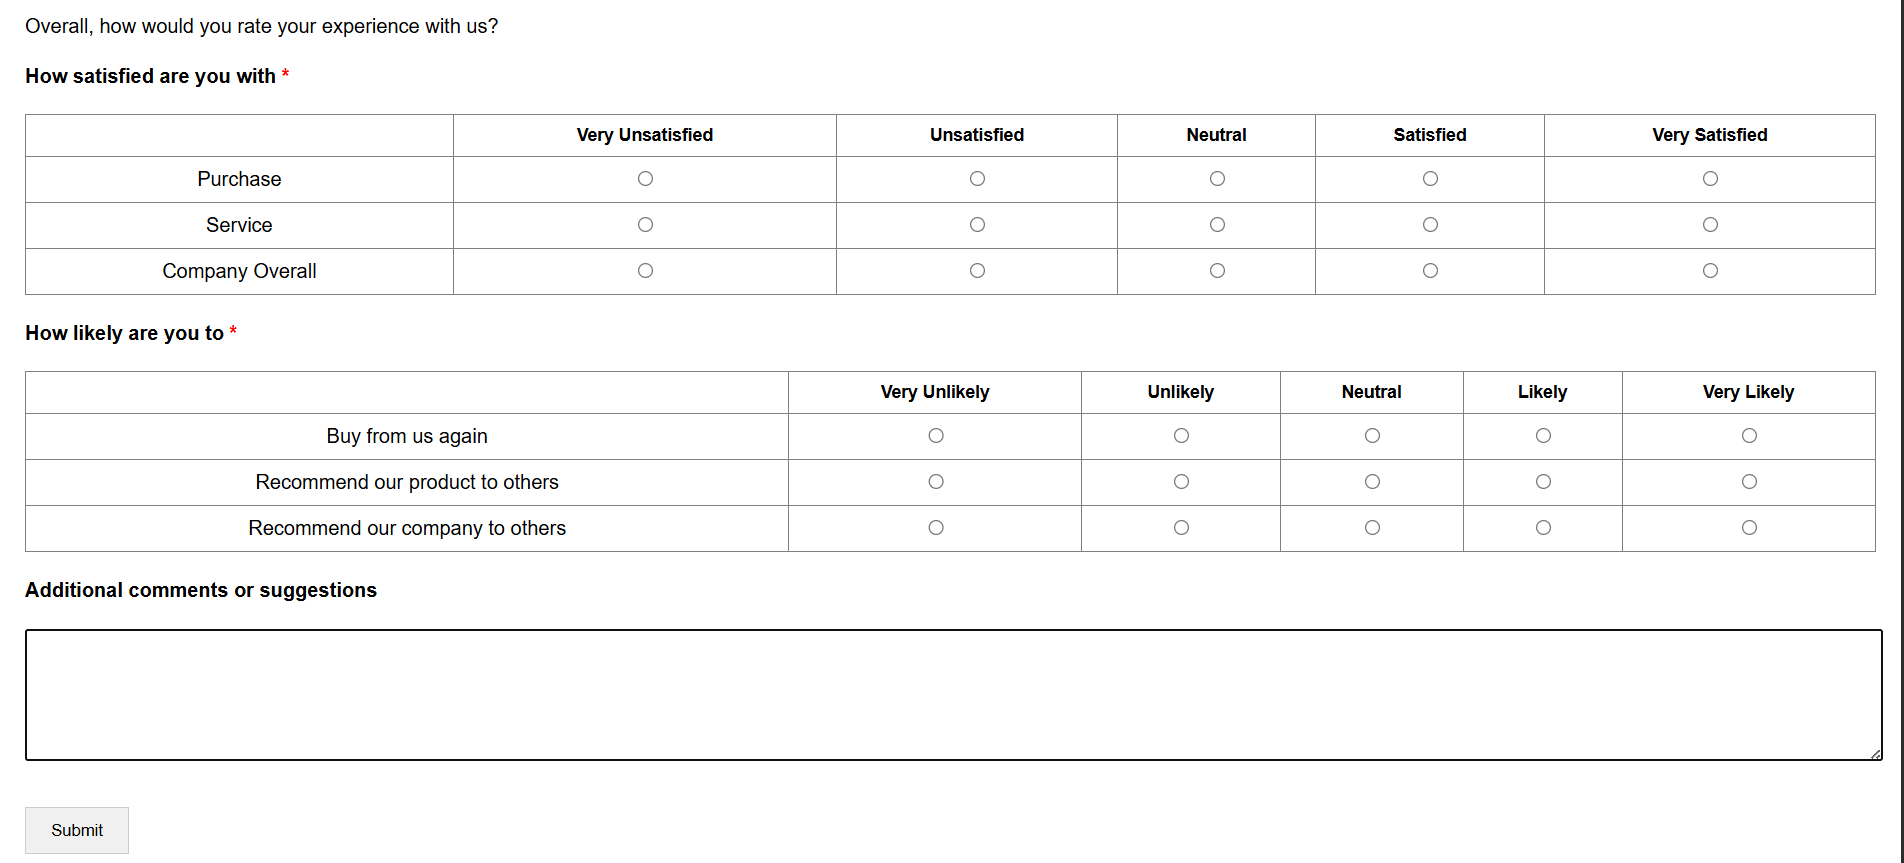 Overall, how would you rate your experience with us?
How satisfied are you with *
Very Unsatisfied Unsatisfied Neutral Satisfied Very Satisfied
Purchase
Service
Company Overall
How likely are you to *
Very Unlikely Unlikely Neutral Likely Very Likely
Buy from us again
Recommend our product to others
Recommend our company to others
Additional comments or suggestions
Submit